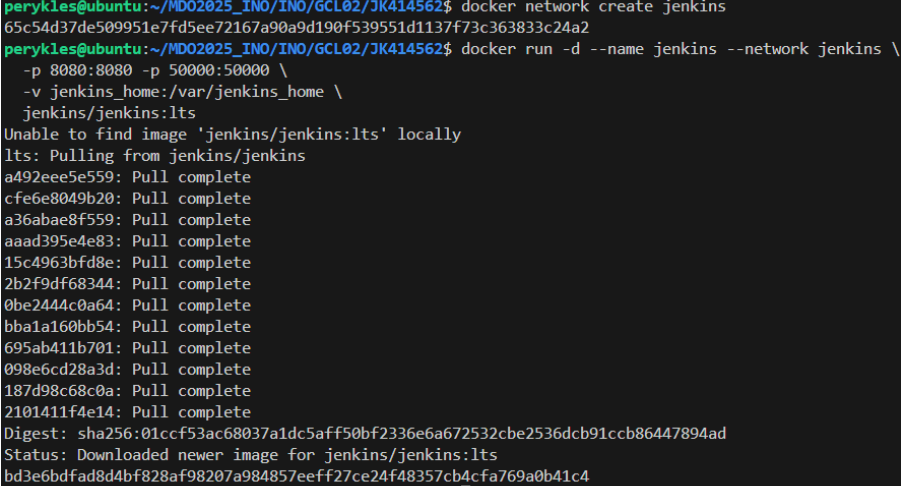 perykles@ubuntu:~/MDO2025_INO/INO/GCL02/JK414562$ docker network create jenkins
65c54d37de509951e7fd5ee72167a90a9d190f539551d1137f73c363833c24a2
perykles@ubuntu:~/MDO2025_INO/INO/GCL02/JK414562$ docker run -d --name jenkins --network jenkins \
  -p 8080:8080 -p 50000:50000 \
  -v jenkins_home:/var/jenkins_home \
  jenkins/jenkins:lts
Unable to find image 'jenkins/jenkins:lts' locally
lts: Pulling from jenkins/jenkins
a492eee5e559: Pull complete
cfe6e8049b20: Pull complete
a36abae8f559: Pull complete
aaad395e4e83: Pull complete
15c4963bfd8e: Pull complete
2b2f9df68344: Pull complete
0be2444c0a64: Pull complete
bba1a160bb54: Pull complete
695ab411b701: Pull complete
098e6cd28a3d: Pull complete
187d98c68c0a: Pull complete
2101411f4e14: Pull complete
Digest: sha256:01ccf53ac68037a1dc5aff50bf2336e6a672532cbe2536dcb91ccb86447894ad
Status: Downloaded newer image for jenkins/jenkins:lts
bd3e6bdfad8d4bf828af98207a984857eeff27ce24f48357cb4cfa769a0b41c4